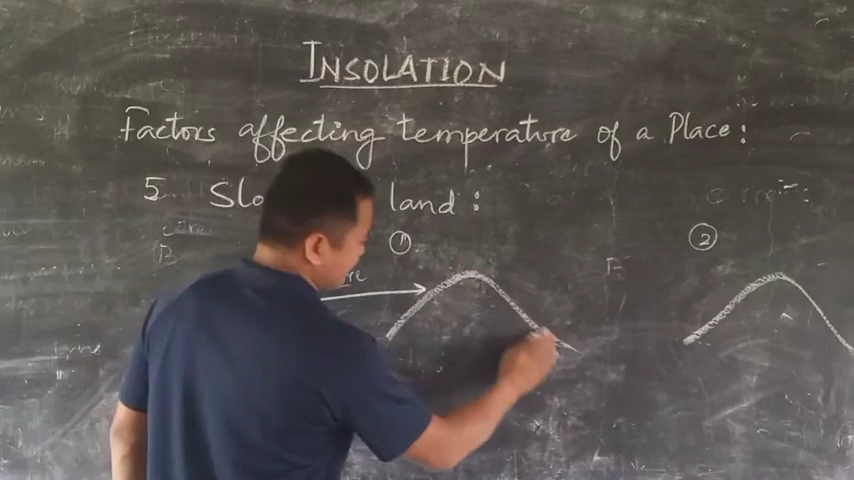 INSOLATION
Factors affecting temperature of a Place:
5 Slo land:
1 2